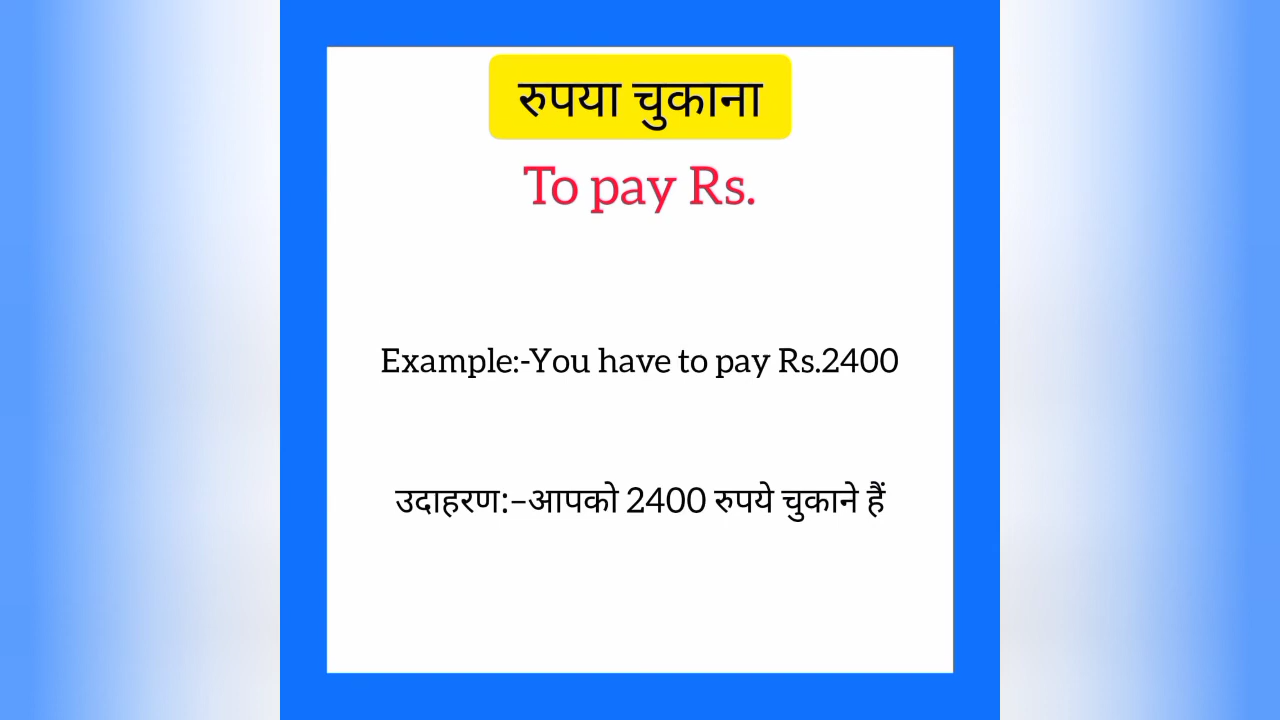 रुपया चुकाना
To pay Rs.
Example:-You have to pay Rs.2400
उदाहरण:–आपको 2400 रुपये चुकाने हैं